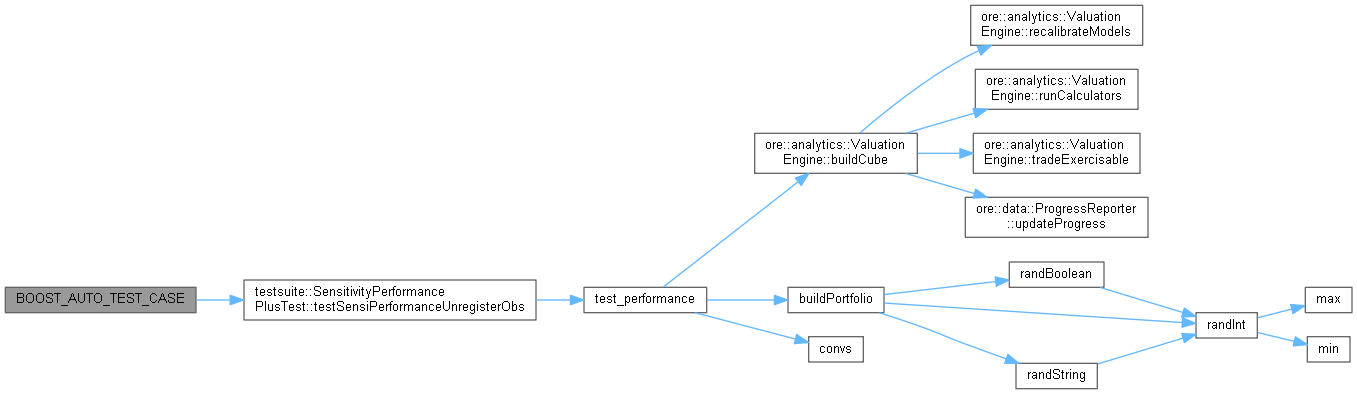 ore::analytics::Valuation
Engine::recalibrateModels
ore::analytics::Valuation
Engine::runCalculators
ore::analytics::Valuation
Engine::buildCube
ore::analytics::Valuation
Engine::tradeExercisable
ore::data::ProgressReporter
::updateProgress
BOOST_AUTO_TEST_CASE
testsuite::SensitivityPerformance
PlusTest::testSensiPerformanceUnregisterObs
test_performance
buildPortfolio
convs
randBoolean
randString
randInt
max
min